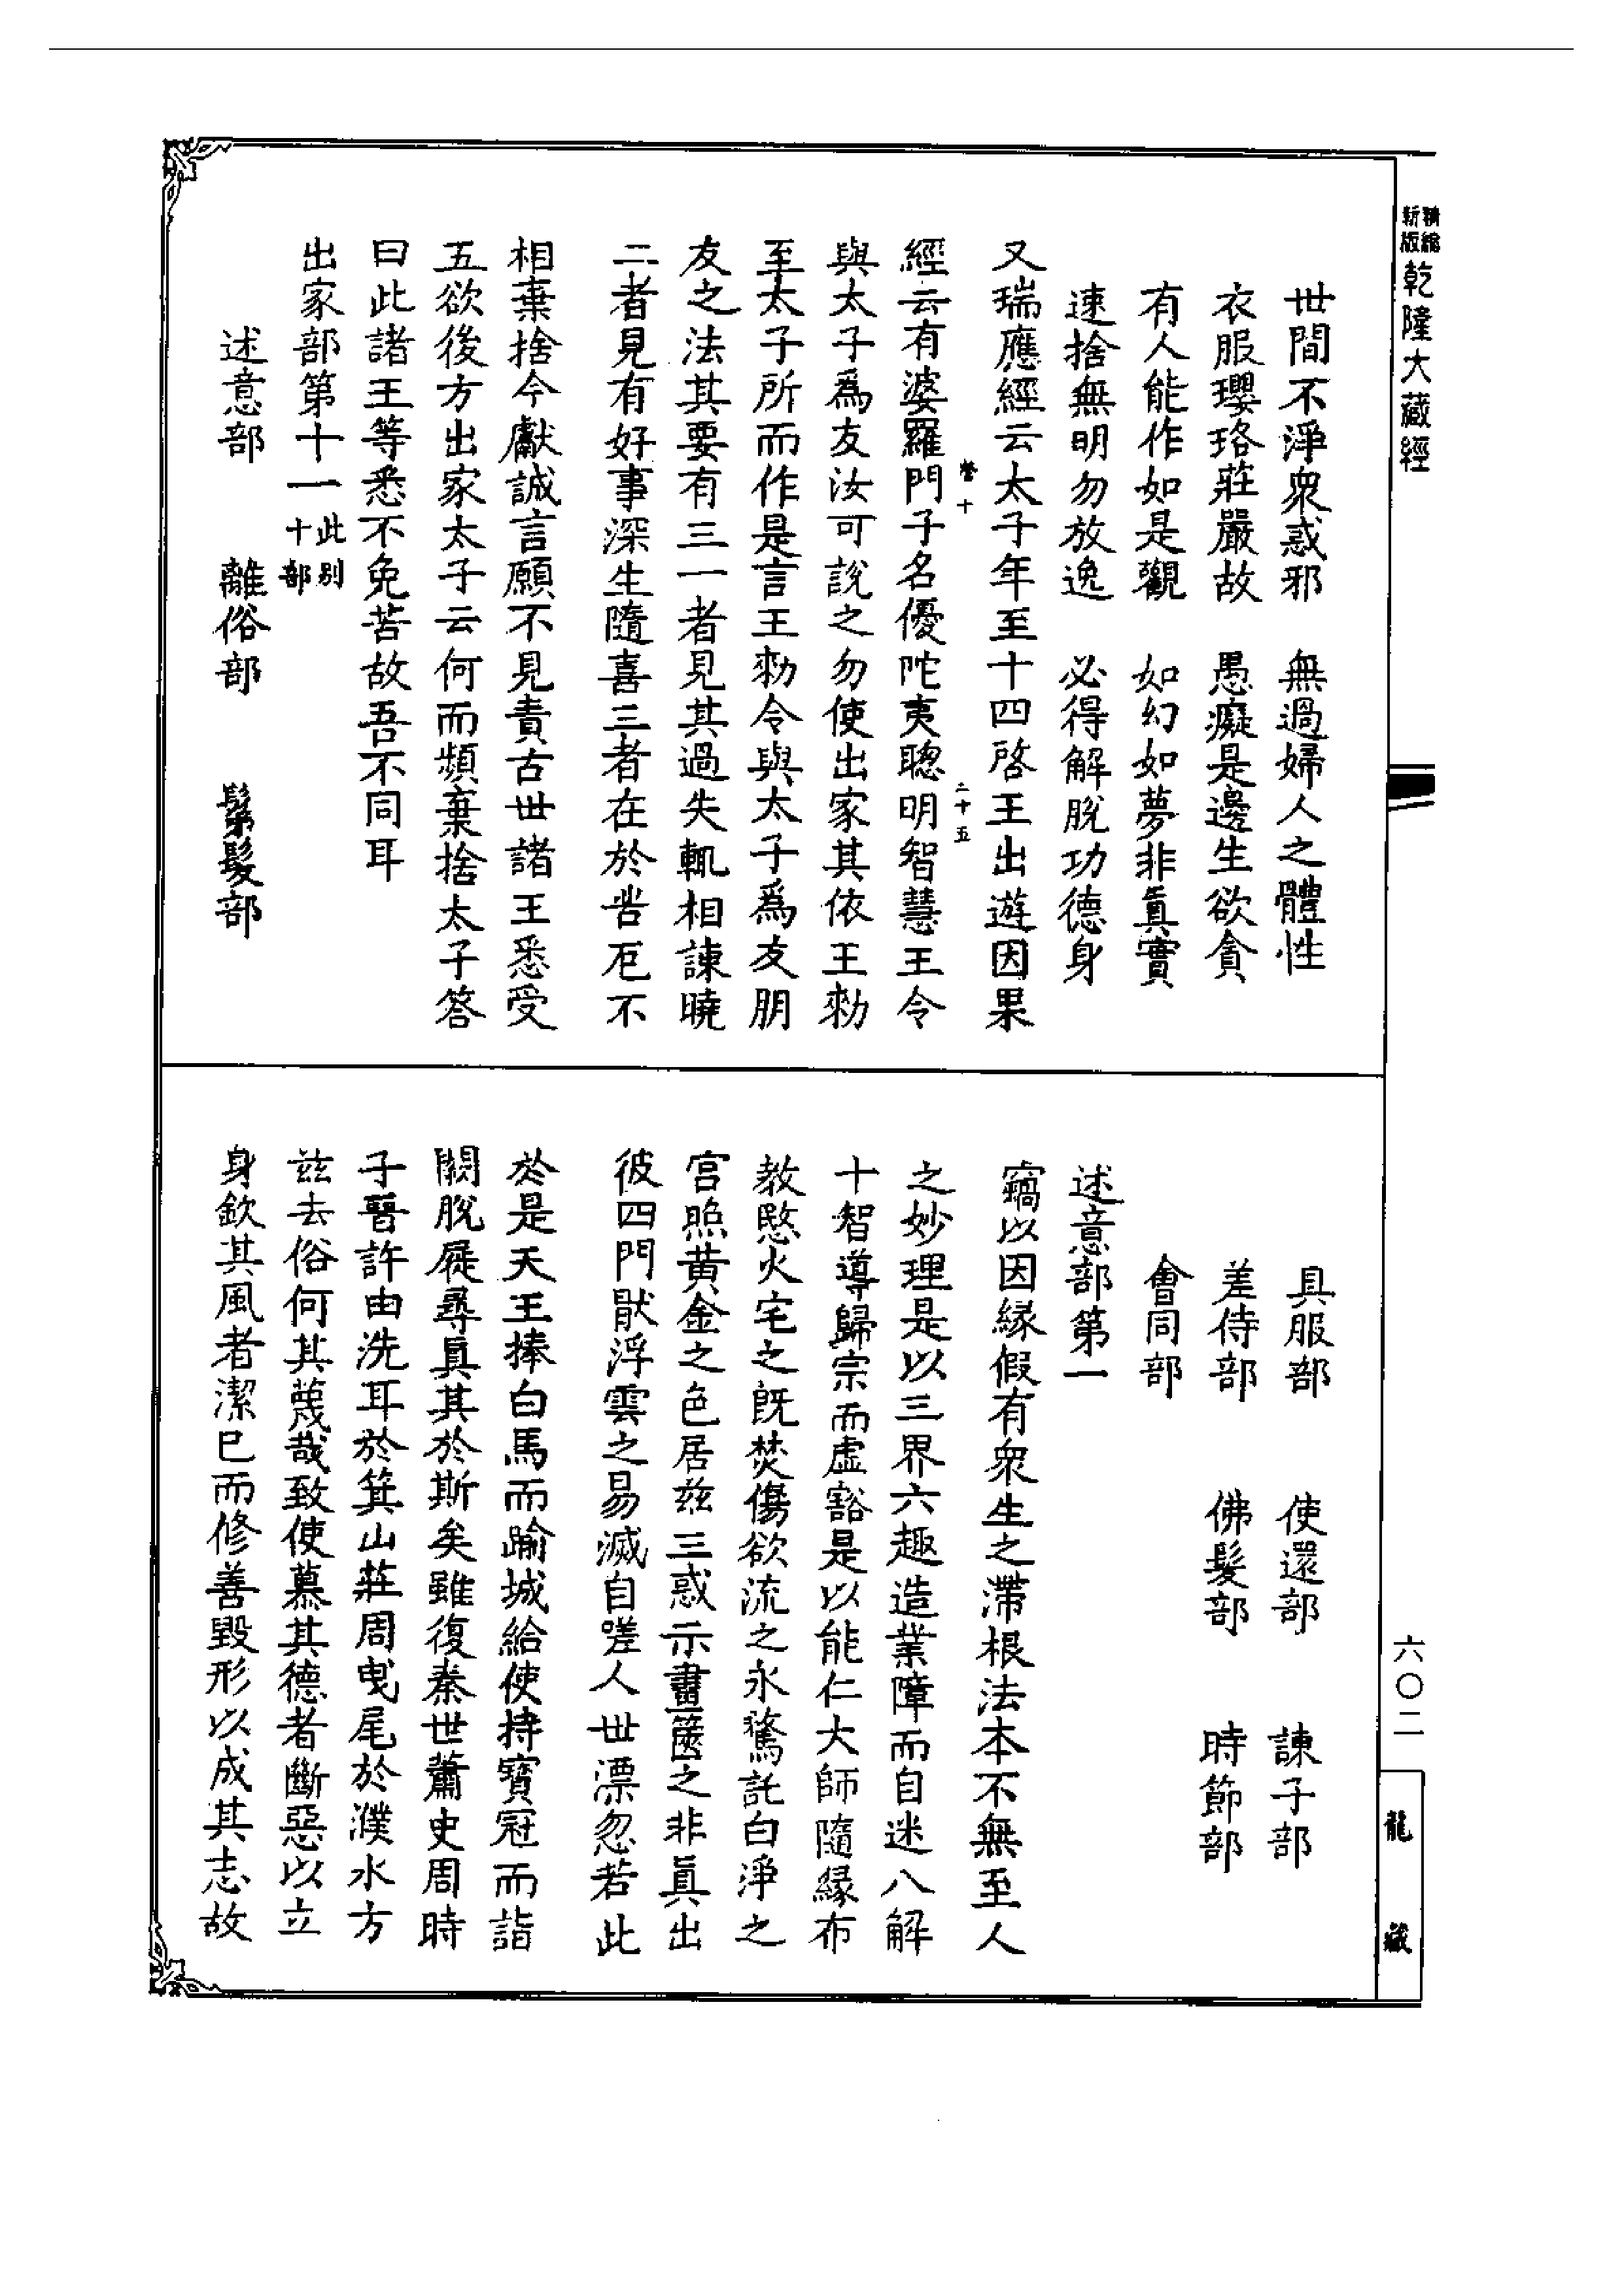 精編
新版
乾隆大藏經
世間不淨衆惑邪　無過婦人之體性
衣服瓔珞莊嚴故　愚癡是邊生欲貪
有人能作如是觀　如幻如夢非眞實
速捨無明勿放逸　必得解脫功德身
又瑞應經云太子年至十四啓王出遊因果
營十
二十五
經云有婆羅門子名優陀夷聰明智慧王令
與太子爲友汝可說之勿使出家其依王勑
至太子所而作是言王勑令與太子爲友朋
友之法其要有三一者見其過失輒相諫曉
二者見有好事深生隨喜三者在於苦厄不
相棄捨今獻誠言願不見責古世諸王悉受
五欲後方出家太子云何而頻棄捨太子答
曰此諸王等悉不免苦故吾不同耳
出家部第十一此別十部
述意部　離俗部　鬀髮部
具服部　使還部　諫子部
差侍部　佛髮部　時節部
會同部
述意部第一
竊以因緣假有衆生之滯根法本不無至人
之妙理是以三界六趣造業障而自迷八解
十智導歸宗而虛豁是以能仁大師隨緣布
教愍火宅之旣焚傷欲流之永騖託白淨之
宮照黃金之色居茲三惑示畫篋之非眞出
彼四門猒浮雲之易滅自嗟人世漂忽若此
於是天王捧白馬而踰城給使持寶冠而詣
闕脫屣尋眞其於斯矣雖復秦世蕭史周時
子晉許由洗耳於箕山莊周曳尾於濮水方
茲去俗何其蔑哉致使慕其德者斷惡以立
身欽其風者潔已而修善毀形以成其志故
六〇二
龍藏